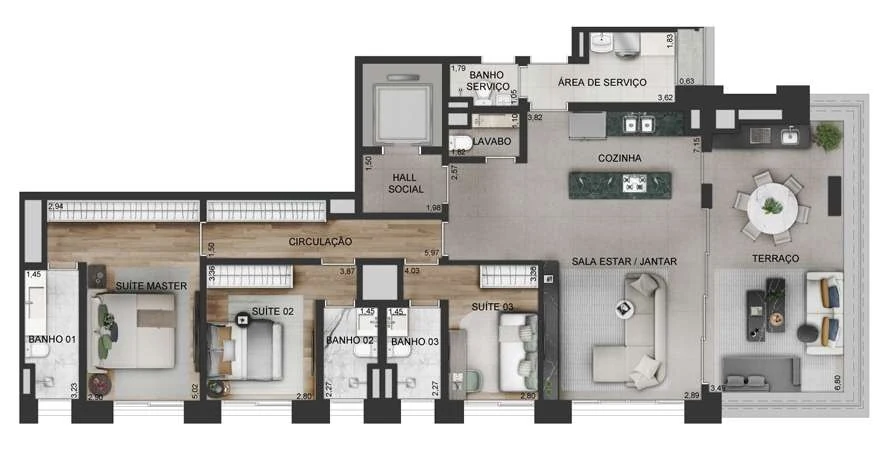 1,83
1,79
BANHO
SERVIÇO
1,05
ÁREA DE SERVIÇO
0,63
3,62
1,10
3,82
LAVABO
1,82
7,15
COZINHA
1,50
HALL
SOCIAL
2,57
1,98
2,94
CIRCULAÇÃO
1,50
5,97
SALA ESTAR / JANTAR
TERRAÇO
1,45
SUÍTE MASTER
3,36
3,87
4,03
3,36
SUÍTE 02
SUÍTE 03
1,45
1,45
BANHO 01
BANHO 02
BANHO 03
3,23
2,80
5,02
2,80
2,27
2,27
2,80
2,89
3,49
6,80